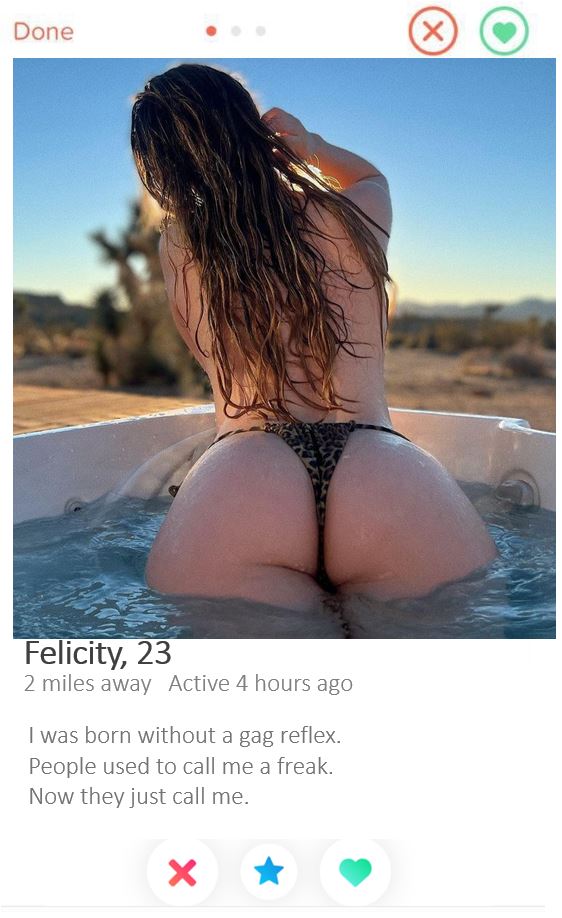 Done
Felicity, 23
2 miles away Active 4 hours ago
I was born without a gag reflex.
People used to call me a freak.
Now they just call me.